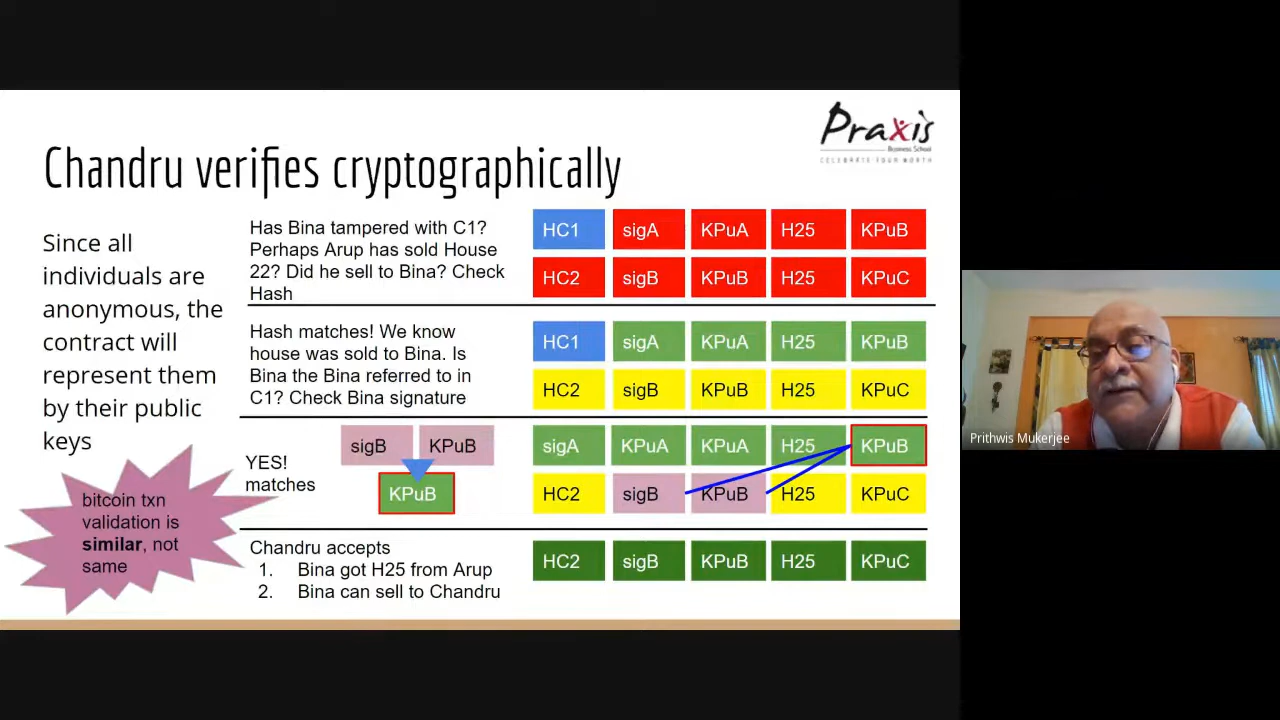 Praxis
Business School
CELEBRATE YOUR WORTH
Chandru verifies cryptographically
Since all
individuals are
anonymous, the
contract will
represent them
by their public
keys
bitcoin txn
validation is
similar, not
same
Has Bina tampered with C1?
Perhaps Arup has sold House
22? Did he sell to Bina? Check
Hash
HC1 sigA KPuA H25 KPuB
HC2 sigB KPuB H25 KPuC
Hash matches! We know
house was sold to Bina. Is
Bina the Bina referred to in
C1? Check Bina signature
HC1 sigA KPuA H25 KPuB
HC2 sigB KPuB H25 KPuC
YES!
matches
sigB KPuB
KPuB
sigA KPuA KPuA H25 KPuB
HC2 sigB KPuB H25 KPuC
Chandru accepts
1. Bina got H25 from Arup
2. Bina can sell to Chandru
HC2 sigB KPuB H25 KPuC
Prithwis Mukerjee